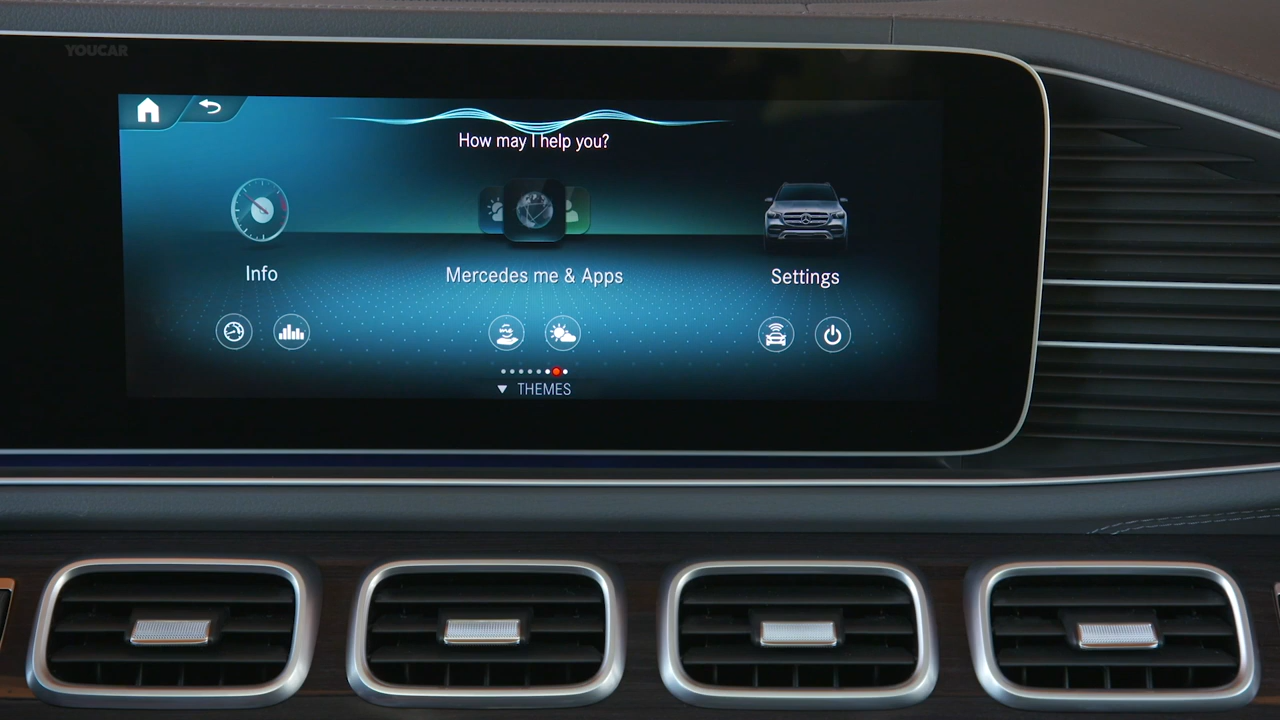 YOUCAR
How may I help you?
Info
Mercedes me & Apps
Settings
THEMES